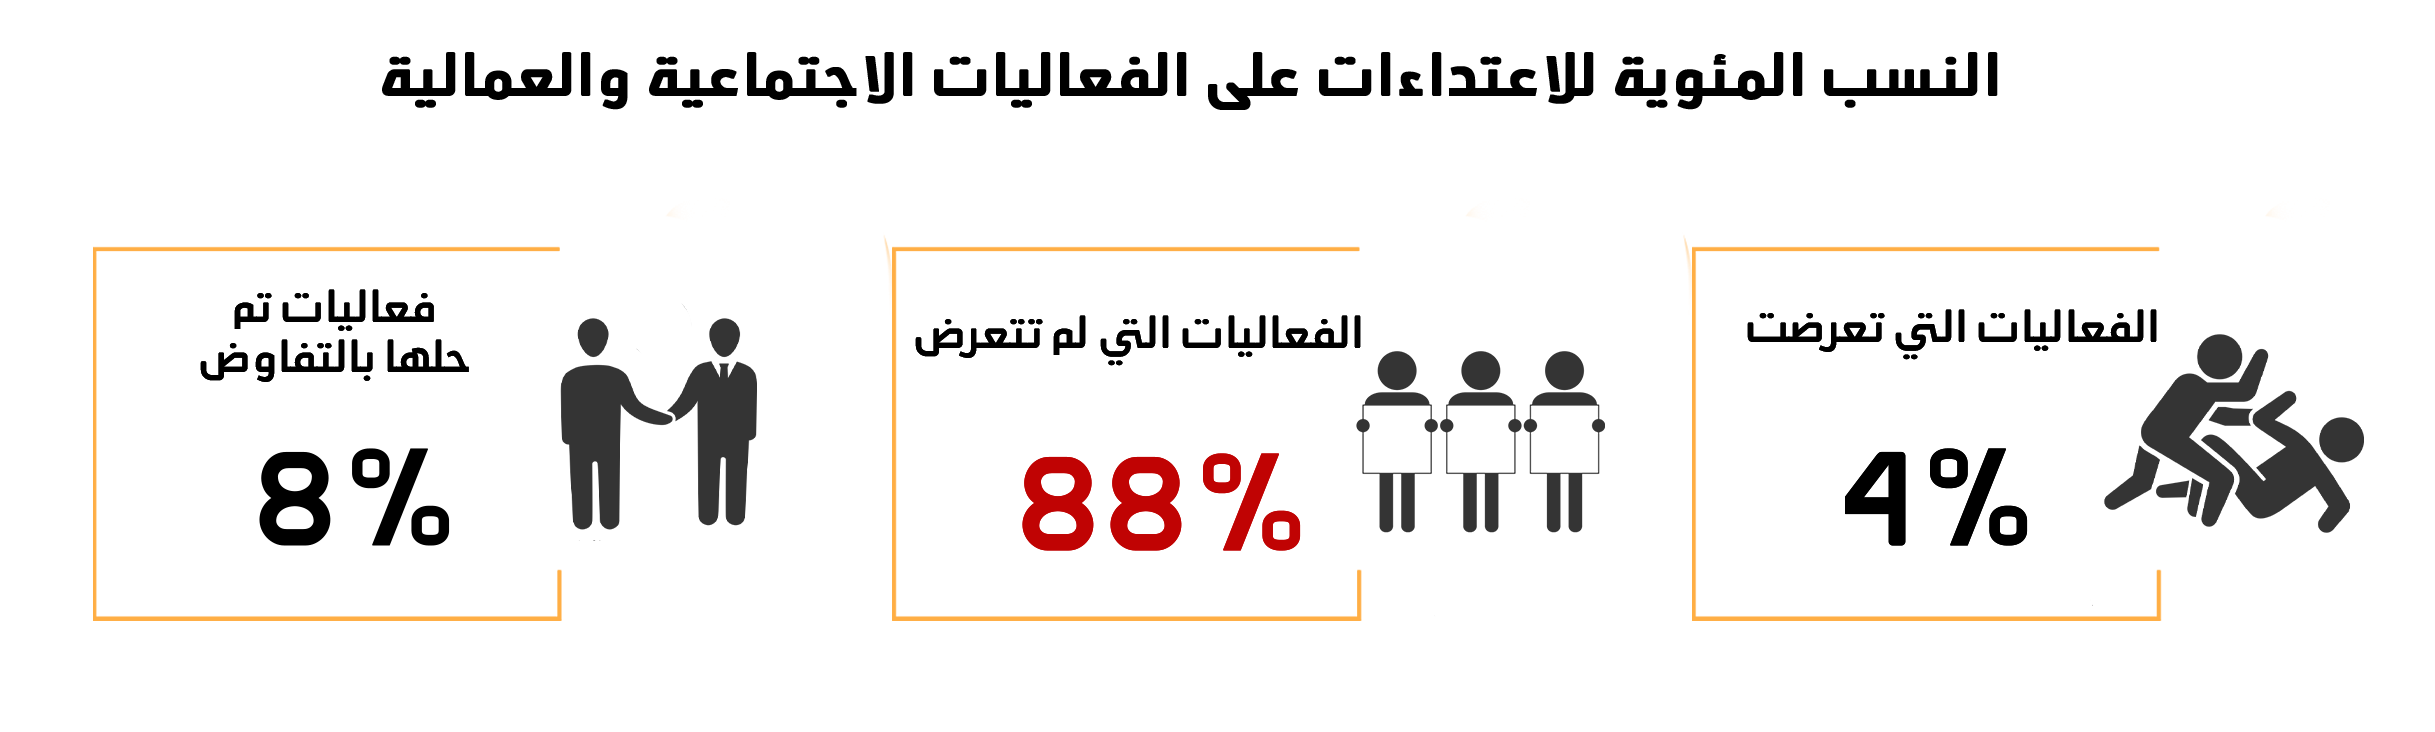 النسب المئوية للاعتداءات على الفعاليات الاجتماعية والعمالية
الفعاليات التي تعرضت
4%
الفعاليات التي لم تتعرض
88%
فعاليات تم
حلها بالتفاوض
8%